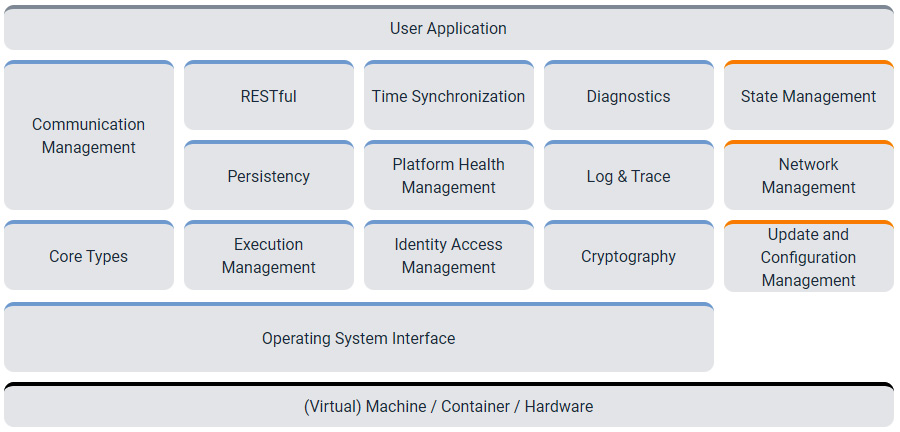 User Application
Communication
Management
RESTful
Time Synchronization
Diagnostics
State Management
Persistency
Platform Health
Management
Log & Trace
Network
Management
Core Types
Execution
Management
Identity Access
Management
Cryptography
Update and
Configuration
Management
Operating System Interface
(Virtual) Machine / Container / Hardware